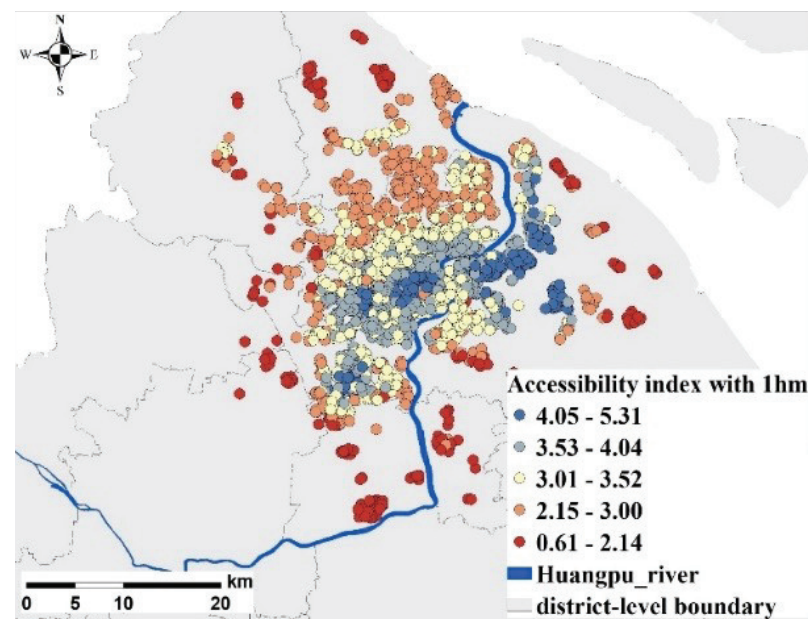 N
W E
S
Accessibility index with 1hm
4.05 - 5.31
3.53 - 4.04
3.01 - 3.52
2.15 - 3.00
0.61 - 2.14
Huangpu_river
district-level boundary
km
0 5 10 20